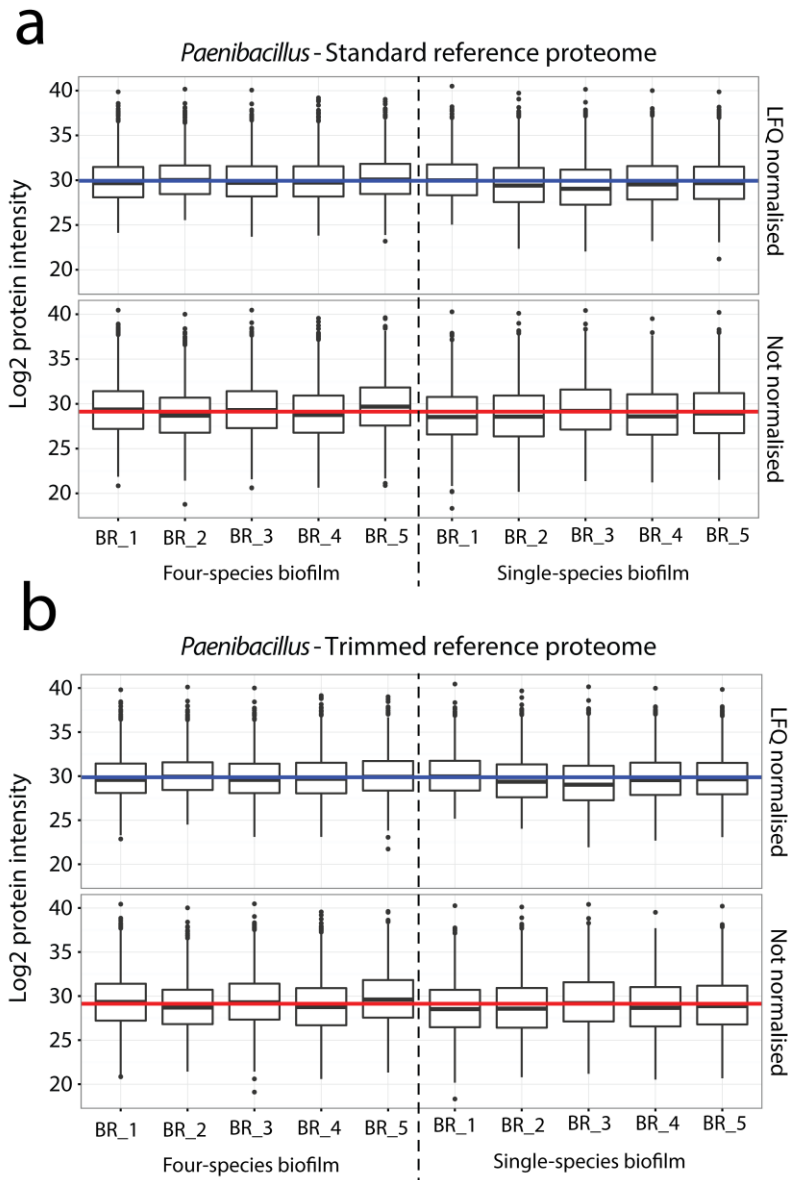 a
Paenibacillus - Standard reference proteome
Log2 protein intensity
40
35
30
25
20
LFQ normalised
40
35
30
25
20
Not normalised
BR_1 BR_2 BR_3 BR_4 BR_5 BR_1 BR_2 BR_3 BR_4 BR_5
Four-species biofilm Single-species biofilm
b
Paenibacillus - Trimmed reference proteome
Log2 protein intensity
40
35
30
25
20
LFQ normalised
40
35
30
25
20
Not normalised
BR_1 BR_2 BR_3 BR_4 BR_5 BR_1 BR_2 BR_3 BR_4 BR_5
Four-species biofilm Single-species biofilm